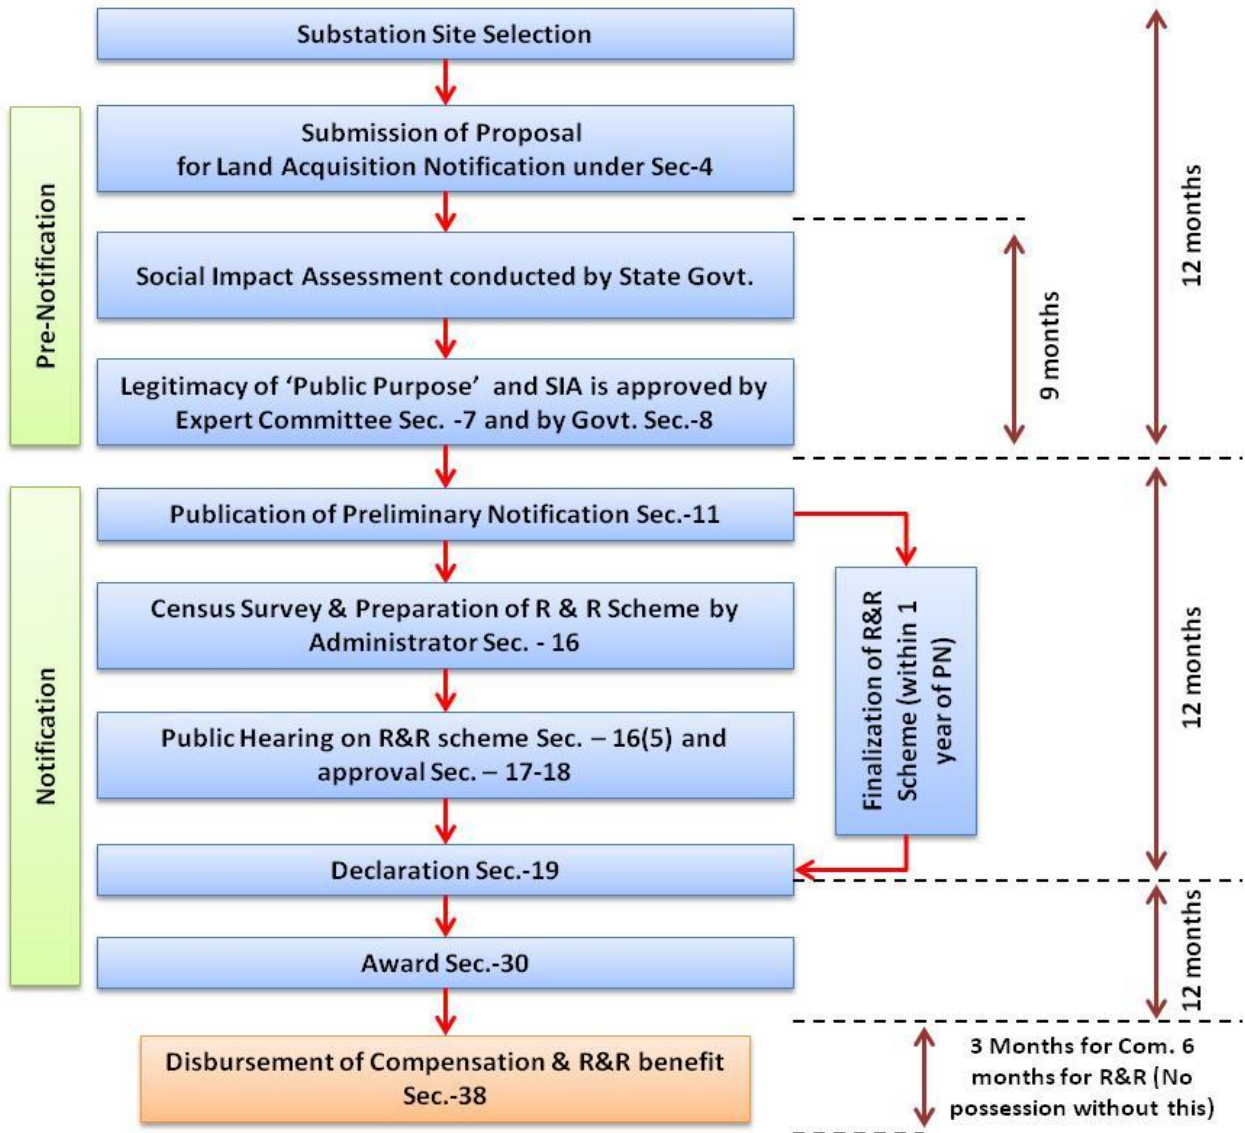 Substation Site Selection
Pre-Notification
Submission of Proposal
for Land Acquisition Notification under Sec-4
Social Impact Assessment conducted by State Govt.
Legitimacy of ‘Public Purpose’ and SIA is approved by
Expert Committee Sec. -7 and by Govt. Sec.-8
9 months
12 months
Notification
Publication of Preliminary Notification Sec.-11
Census Survey & Preparation of R & R Scheme by
Administrator Sec. - 16
Public Hearing on R&R scheme Sec. – 16(5) and
approval Sec. – 17-18
Declaration Sec.-19
Finalization of R&R
Scheme (within 1
year of PN)
12 months
Award Sec.-30
12 months
Disbursement of Compensation & R&R benefit
Sec.-38
3 Months for Com. 6
months for R&R (No
possession without this)